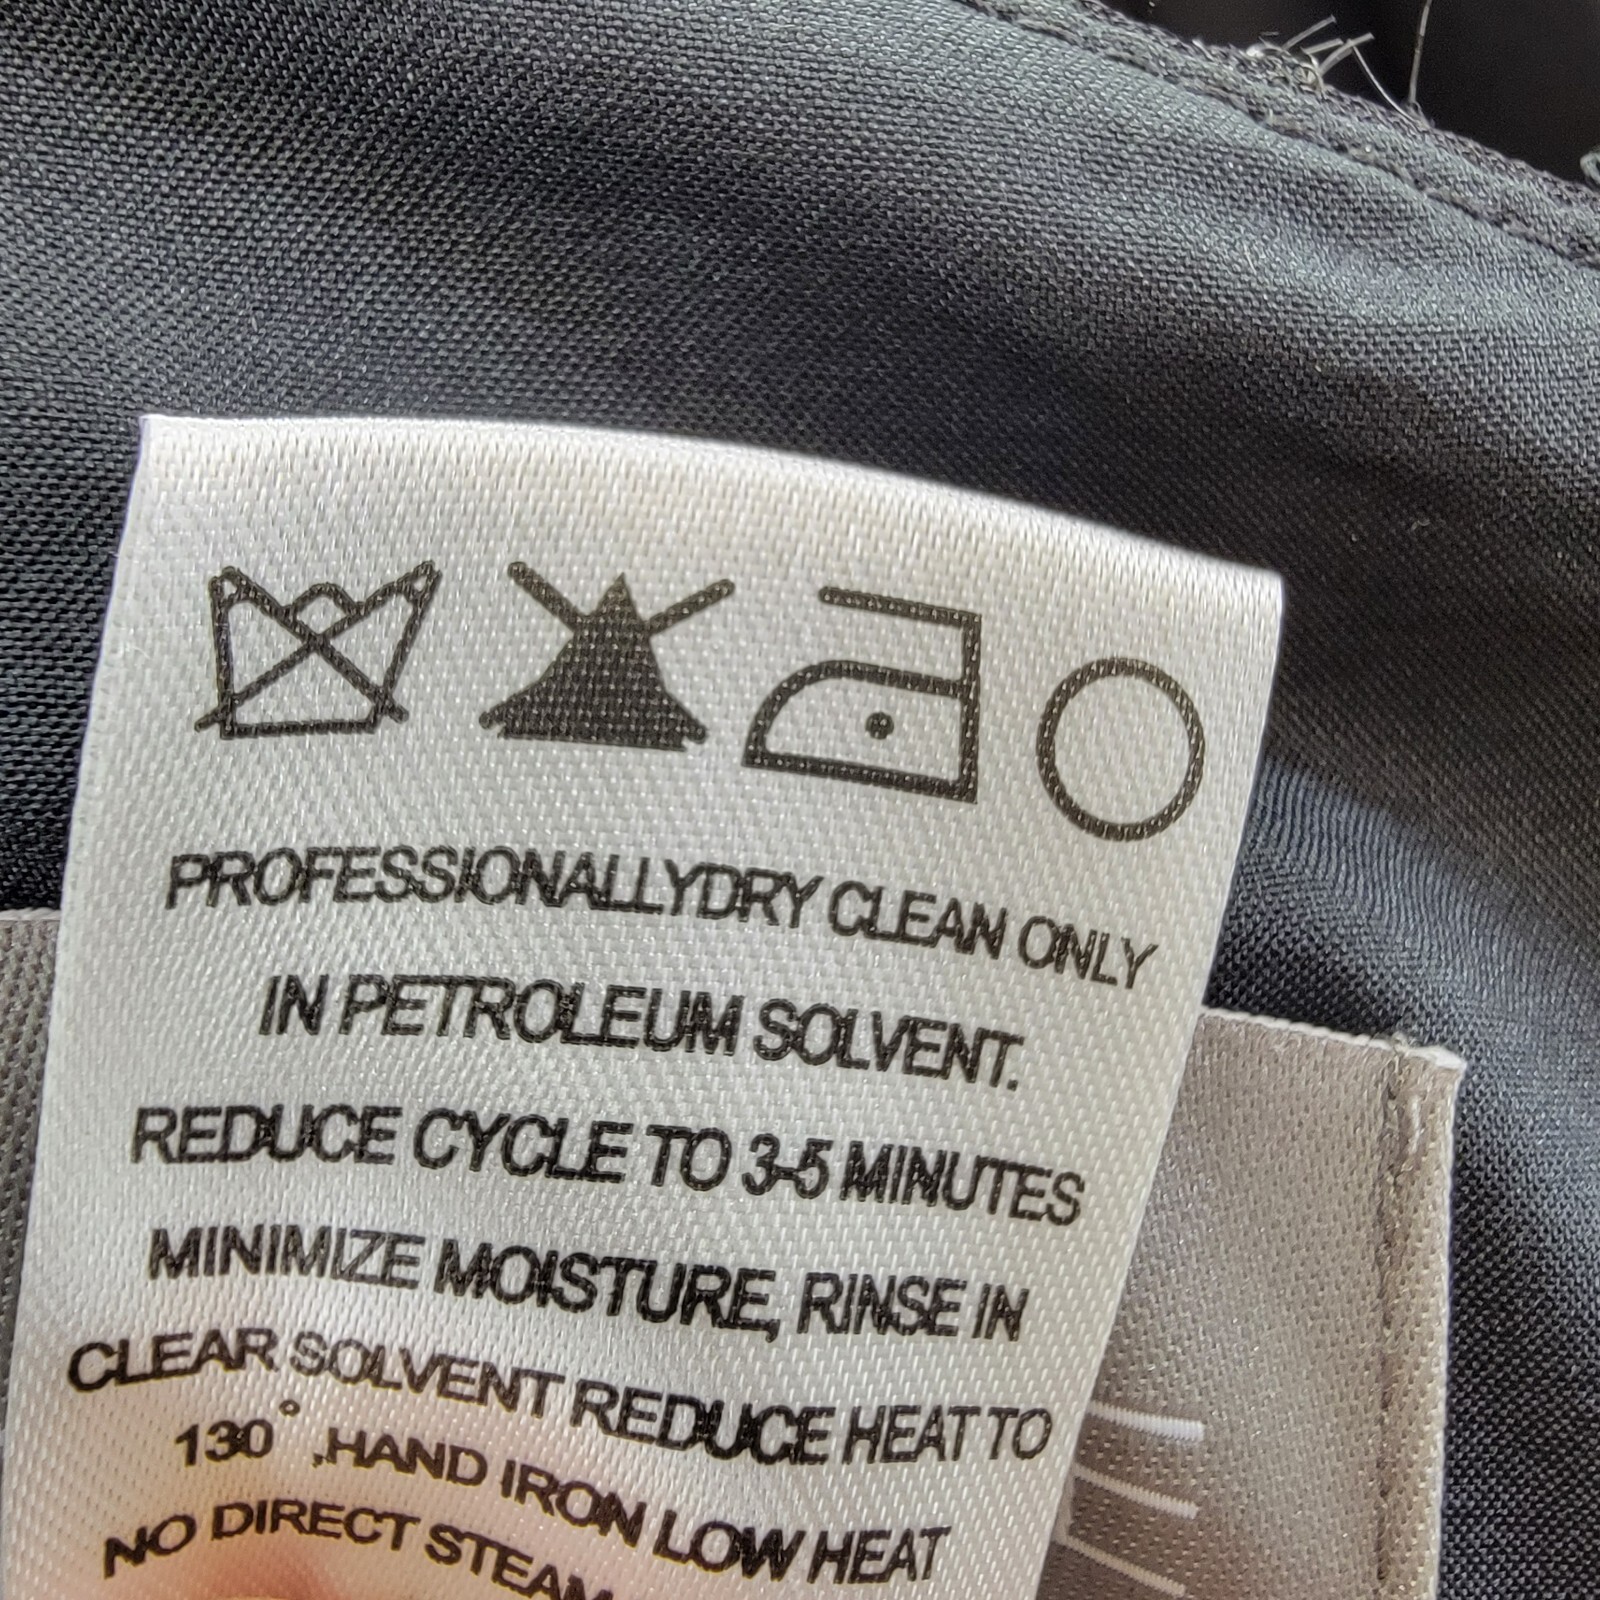 PROFESSIONALLYDRY CLEAN ONLY
IN PETROLEUM SOLVENT.
REDUCE CYCLE TO 3-5 MINUTES
MINIMIZE MOISTURE, RINSE IN
CLEAR SOLVENT REDUCE HEAT TO
130° ,HAND IRON LOW HEAT
NO DIRECT STEAM